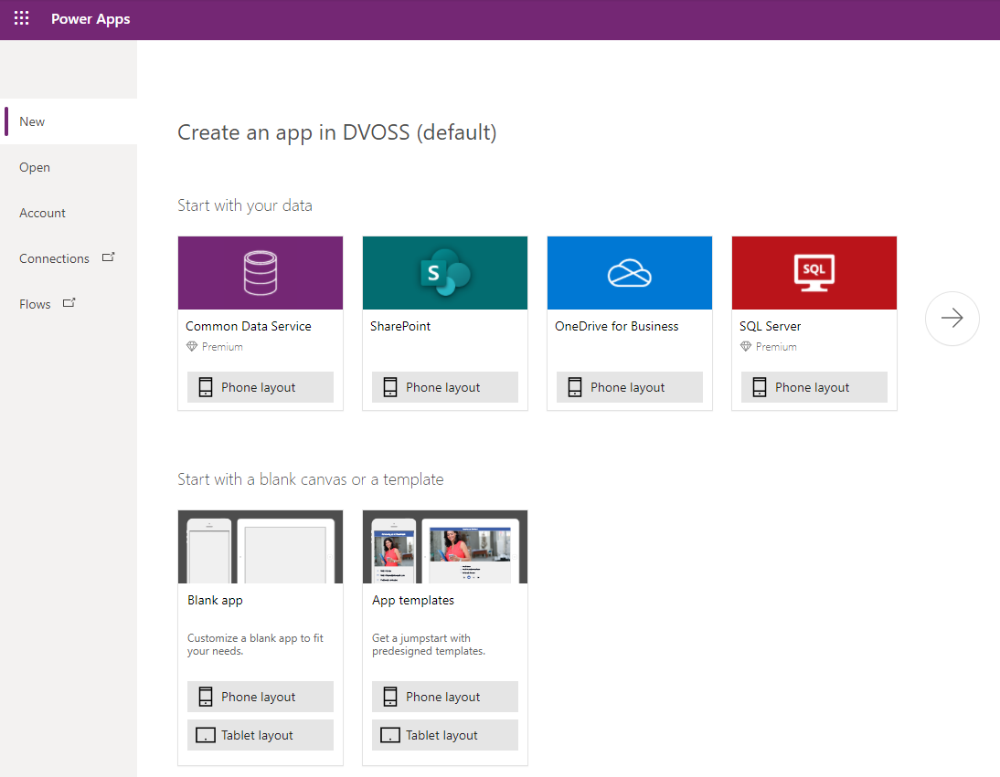 Power Apps
New
Open
Account
Connections
Flows
Create an app in DVOSS (default)
Start with your data
S
SQL
Common Data Service
Premium
Phone layout
SharePoint
Phone layout
OneDrive for Business
Phone layout
SQL Server
Premium
Phone layout
Start with a blank canvas or a template
Blank app
Customize a blank app to fit
your needs.
Phone layout
Tablet layout
App templates
Get a jumpstart with
predesigned templates.
Phone layout
Tablet layout